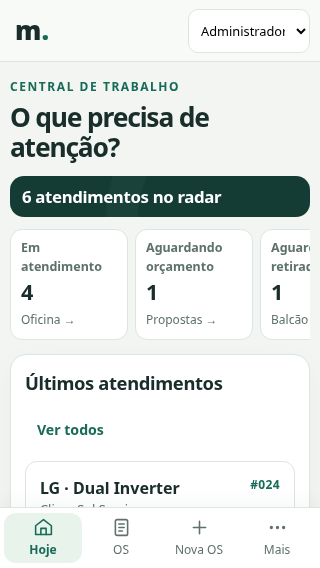 m.
Administrador
CENTRAL DE TRABALHO
O que precisa de
atenção?
6 atendimentos no radar
Em
atendimento
4
Oficina →
Aguardando
orçamento
1
Propostas →
1
Balcão
Últimos atendimentos
Ver todos
LG · Dual Inverter
#024
Hoje
OS
Nova OS
Mais